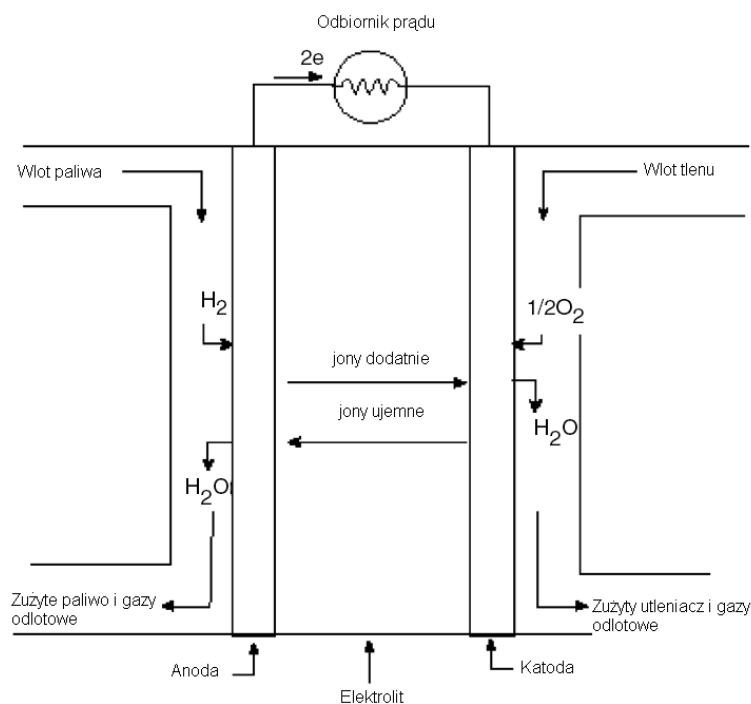 Odbiornik prądu
2e
Wlot paliwa
Wlot tlenu
H2
1/2O2
jony dodatnie
jony ujemne
H2O
H2O
Zużyte paliwo i gazy
odlotowe
Zużyty utleniacz i gazy
odlotowe
Anoda
Katoda
Elektrolit